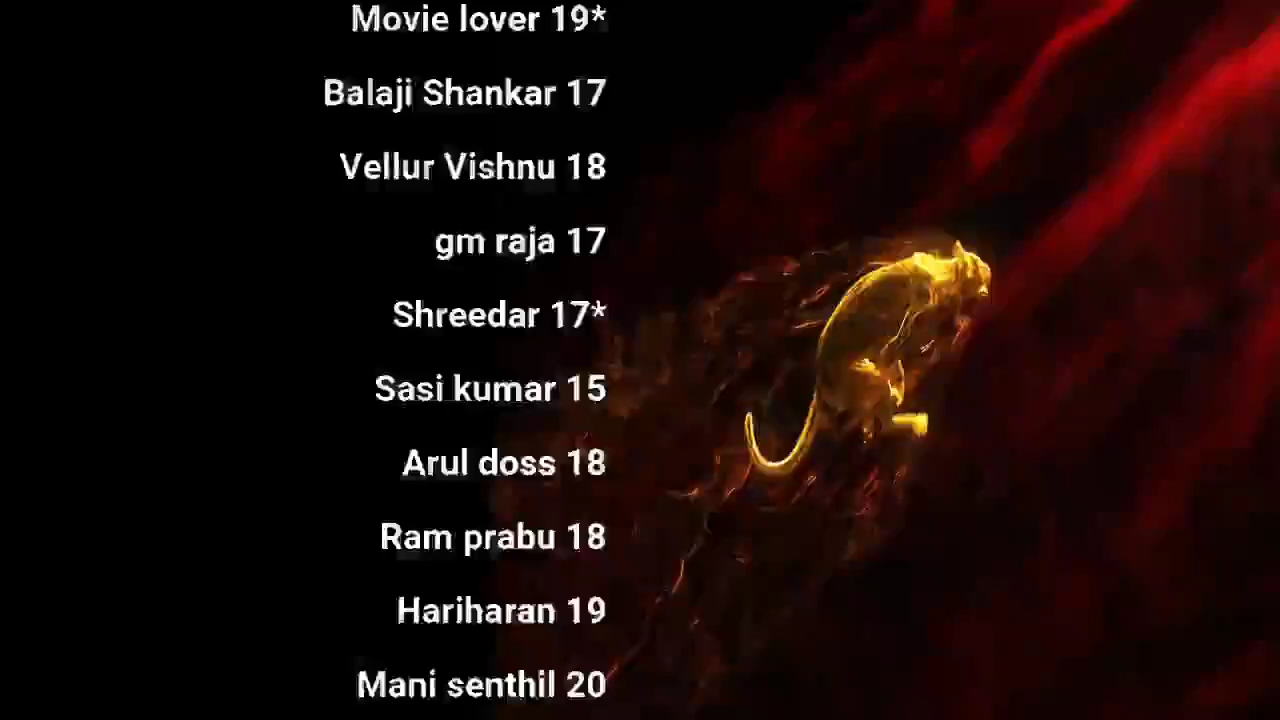 Movie lover 19*
Balaji Shankar 17
Vellur Vishnu 18
gm raja 17
Shreedar 17*
Sasi kumar 15
Arul doss 18
Ram prabu 18
Hariharan 19
Mani senthil 20